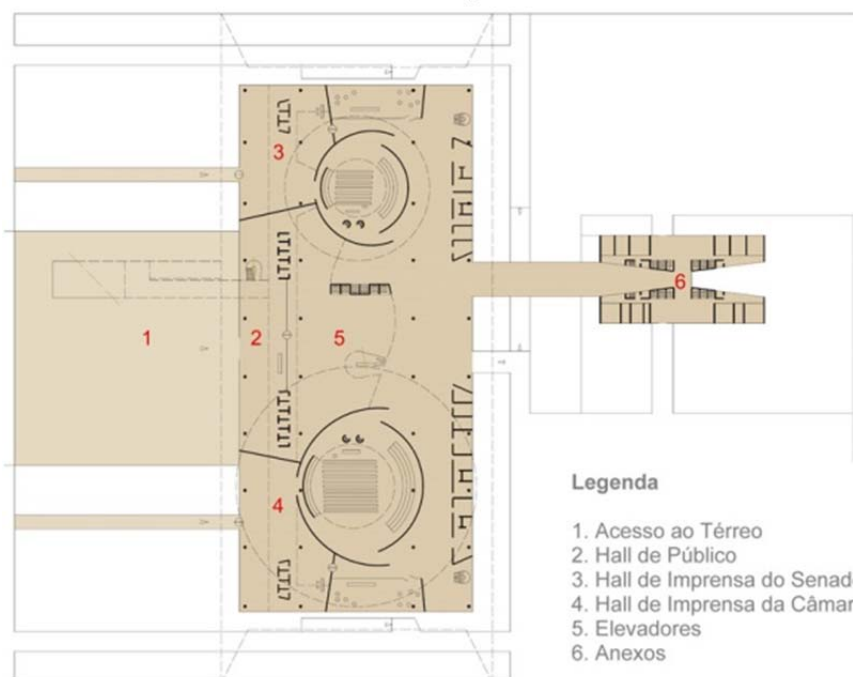 3
6
1 2 5
4
Legenda
1. Acesso ao Térreo
2. Hall de Público
3. Hall de Imprensa do Senad
4. Hall de Imprensa da Câmar
5. Elevadores
6. Anexos